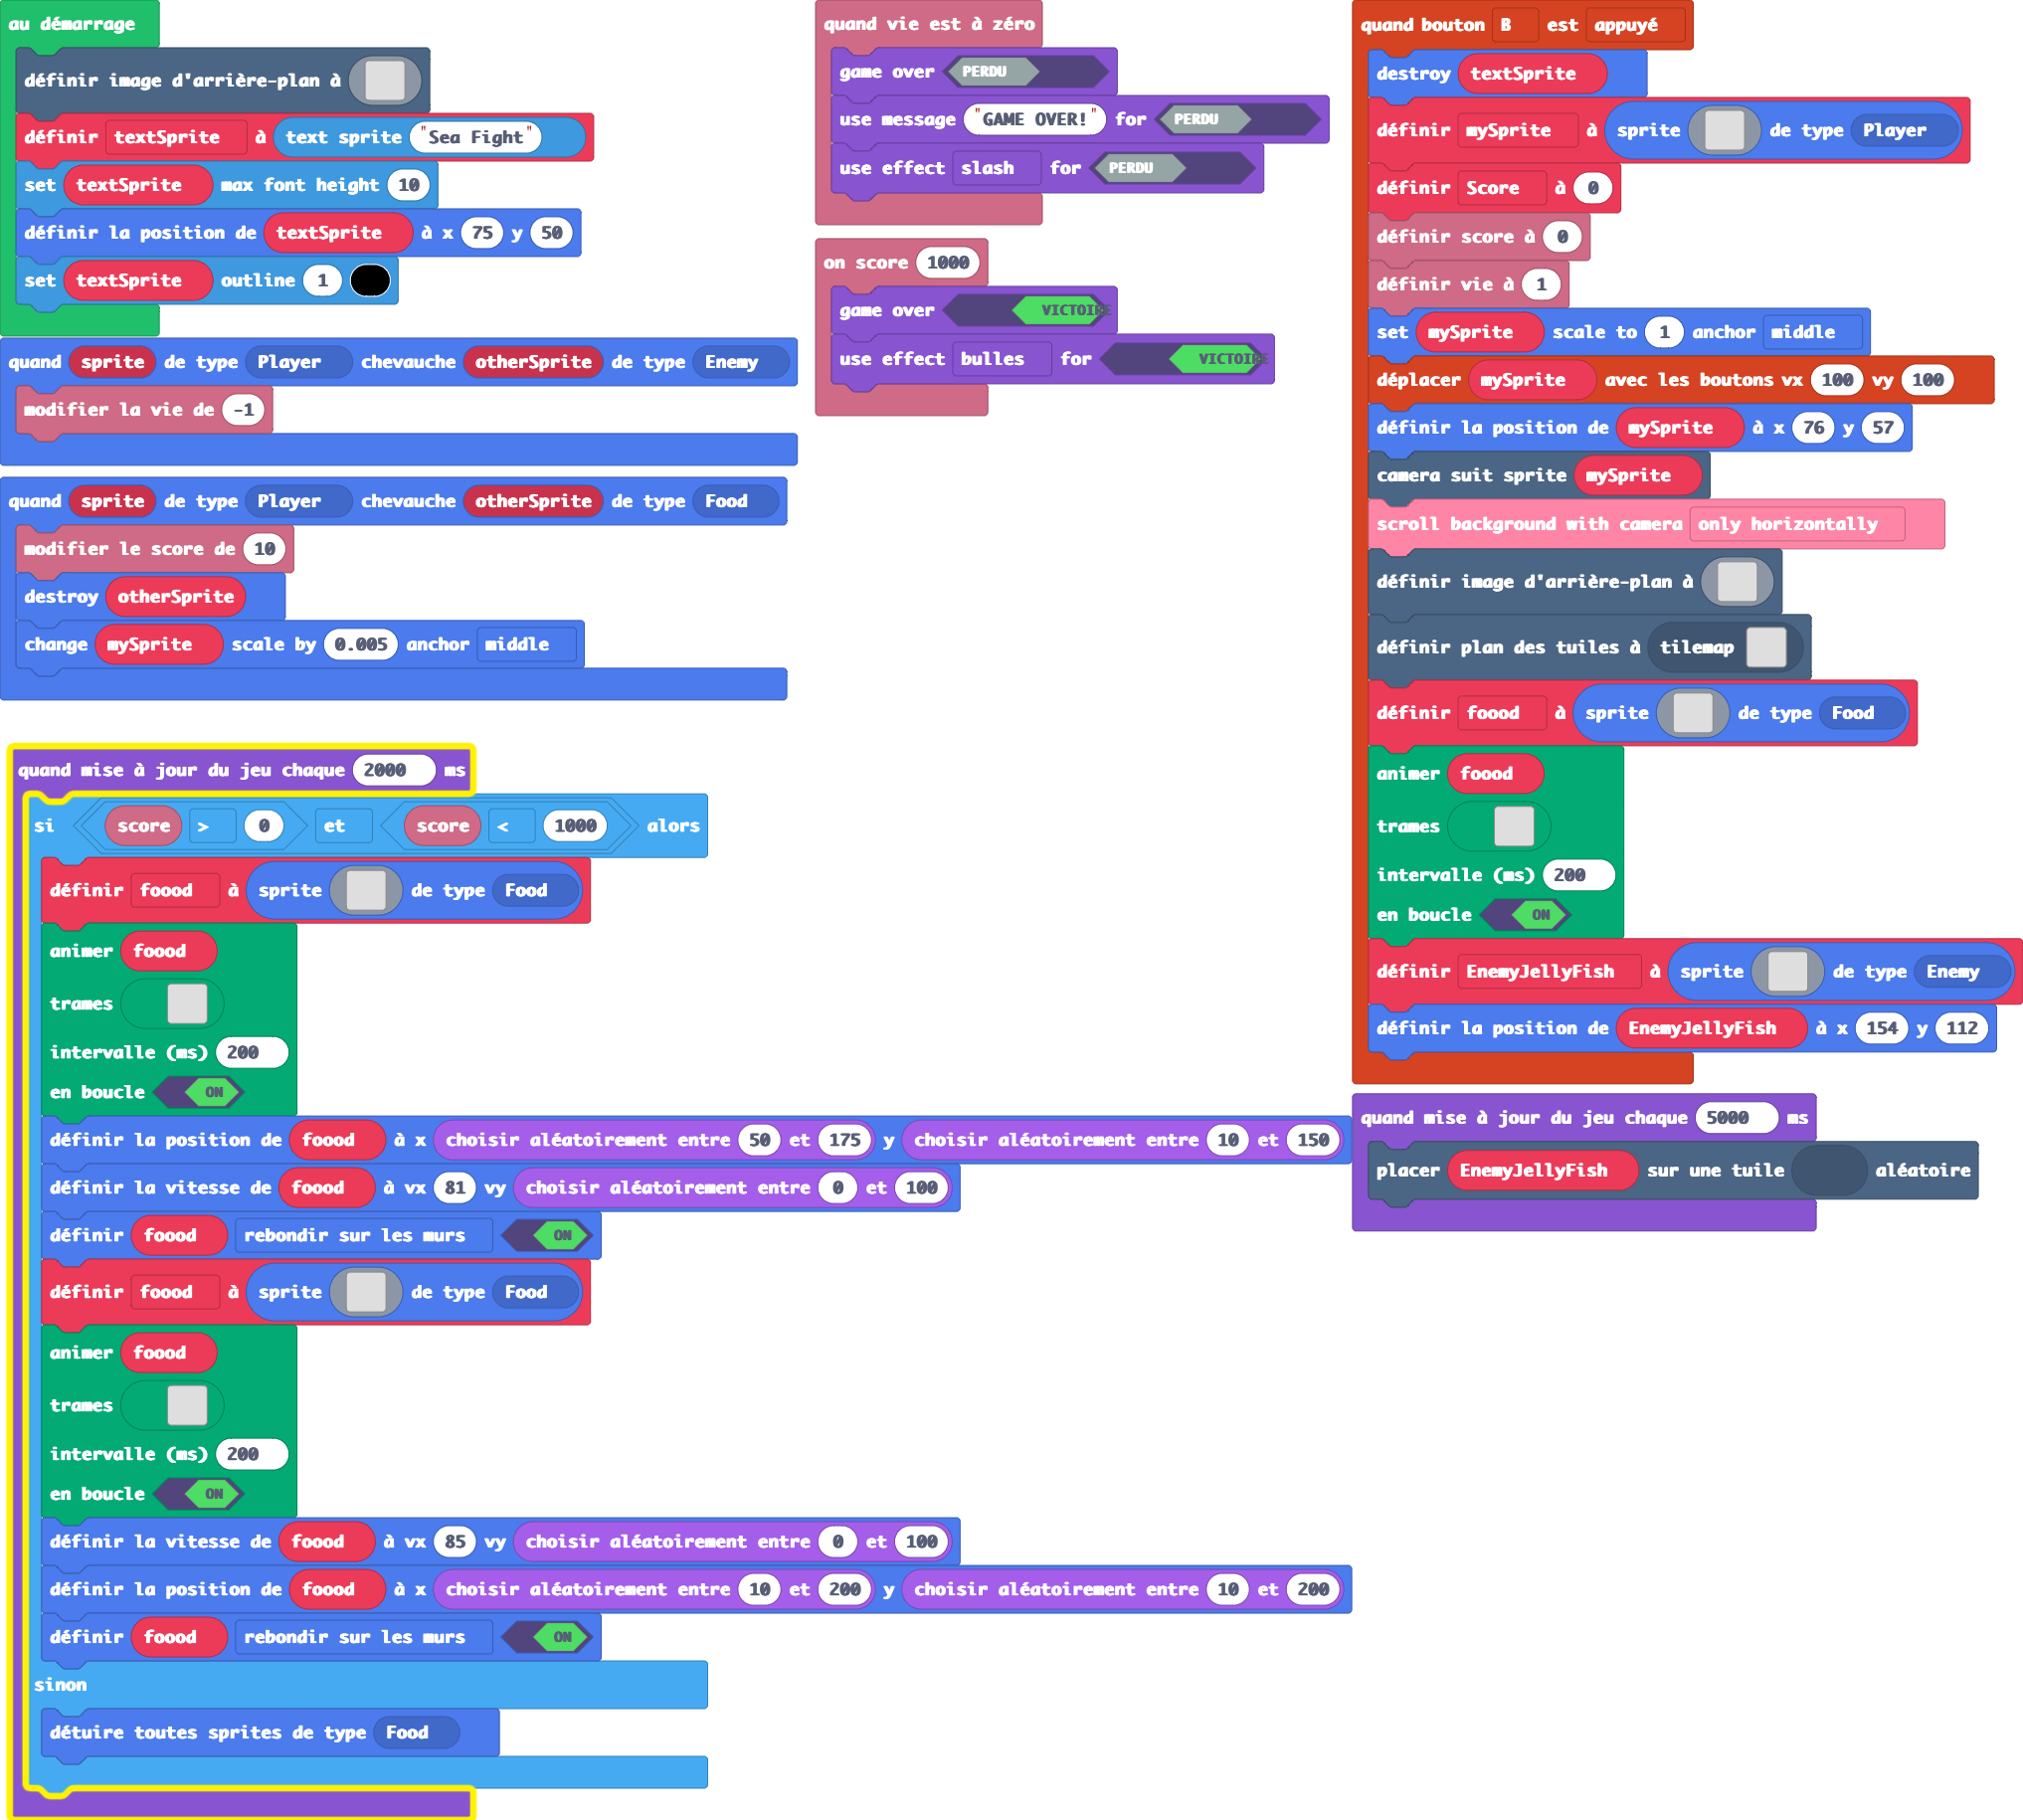 au démarrage
définir image d'arrière-plan à
définir textSprite à text sprite "Sea Fight"
set textSprite max font height 10
définir la position de textSprite à x 75 y 50
set textSprite outline 1
quand sprite de type Player chevauche otherSprite de type Enemy
modifier la vie de -1
quand sprite de type Player chevauche otherSprite de type Food
modifier le score de 10
destroy otherSprite
change mySprite scale by 0.005 anchor middle
quand mise à jour du jeu chaque 2000 ms
si score > 0 et score < 1000 alors
définir foood à sprite de type Food
animer foood
trames
intervalle (ms) 200
en boucle ON
définir la position de foood à x choisir aléatoirement entre 50 et 175 y choisir aléatoirement entre 10 et 150
définir la vitesse de foood à vx 81 vy choisir aléatoirement entre 0 et 100
définir foood rebondir sur les murs ON
définir foood à sprite de type Food
animer foood
trames
intervalle (ms) 200
en boucle ON
définir la vitesse de foood à vx 85 vy choisir aléatoirement entre 0 et 100
définir la position de foood à x choisir aléatoirement entre 10 et 200 y choisir aléatoirement entre 10 et 200
définir foood rebondir sur les murs ON
sinon
détuire toutes sprites de type Food
quand vie est à zéro
game over PERDU
use message "GAME OVER!" for PERDU
use effect slash for PERDU
on score 1000
game over VICTOIRE
use effect bulles for VICTOIRE
quand bouton B est appuyé
destroy textSprite
définir mySprite à sprite de type Player
définir Score à 0
définir score à 0
définir vie à 1
set mySprite scale to 1 anchor middle
déplacer mySprite avec les boutons vx 100 vy 100
définir la position de mySprite à x 76 y 57
camera suit sprite mySprite
scroll background with camera only horizontally
définir image d'arrière-plan à
définir plan des tuiles à tilemap
définir foood à sprite de type Food
animer foood
trames
intervalle (ms) 200
en boucle ON
définir EnemyJellyFish à sprite de type Enemy
définir la position de EnemyJellyFish à x 154 y 112
quand mise à jour du jeu chaque 5000 ms
placer EnemyJellyFish sur une tuile aléatoire